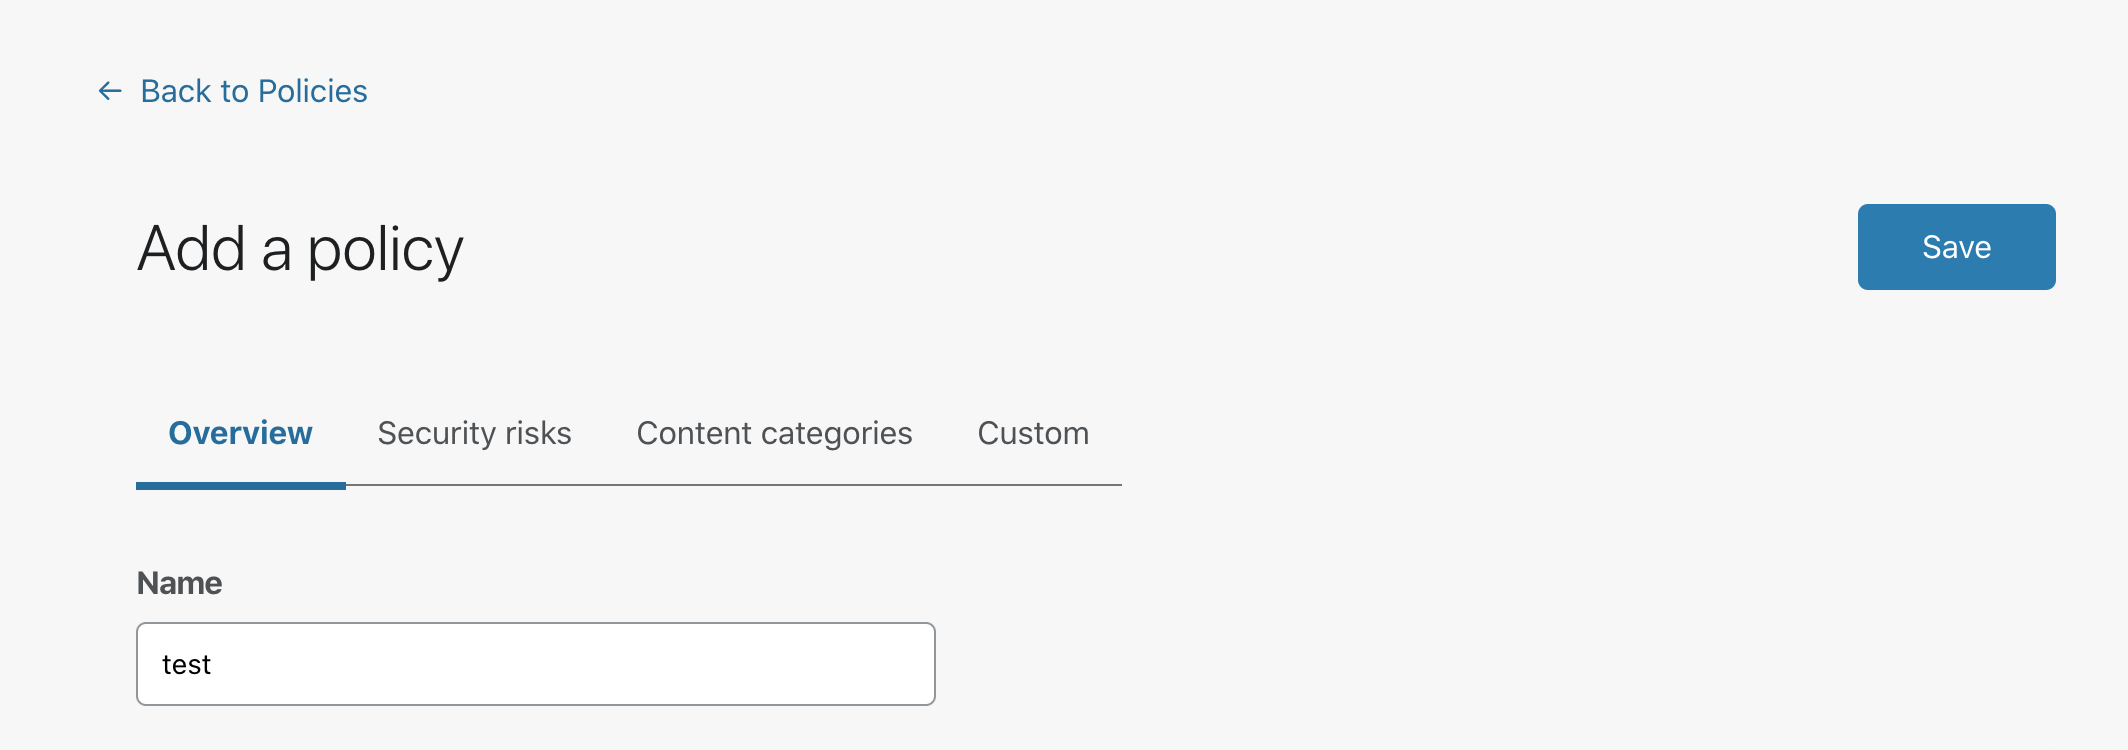 ← Back to Policies
Add a policy
Save
Overview Security risks Content categories Custom
Name
test